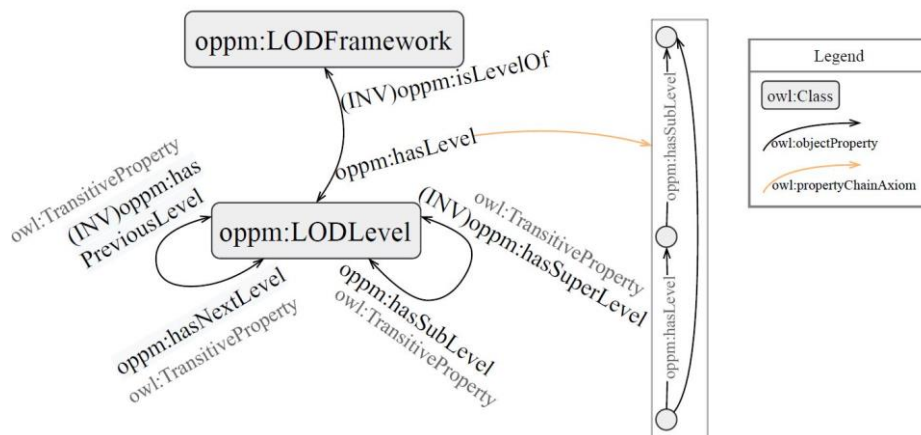 oppm:LODFramework
(INV)oppm:isLevelOf
oppm:hasLevel
owl:TransitiveProperty
(INV)oppm:has
PreviousLevel
oppm:LODLevel
owl:TransitiveProperty
(INV)oppm:hasSuperLevel
oppm:hasNextLevel
owl:TransitiveProperty
oppm:hasSubLevel
owl:TransitiveProperty
oppm:hasSubLevel
oppm:hasLevel
Legend
owl:Class
owl:objectProperty
owl:propertyChainAxiom